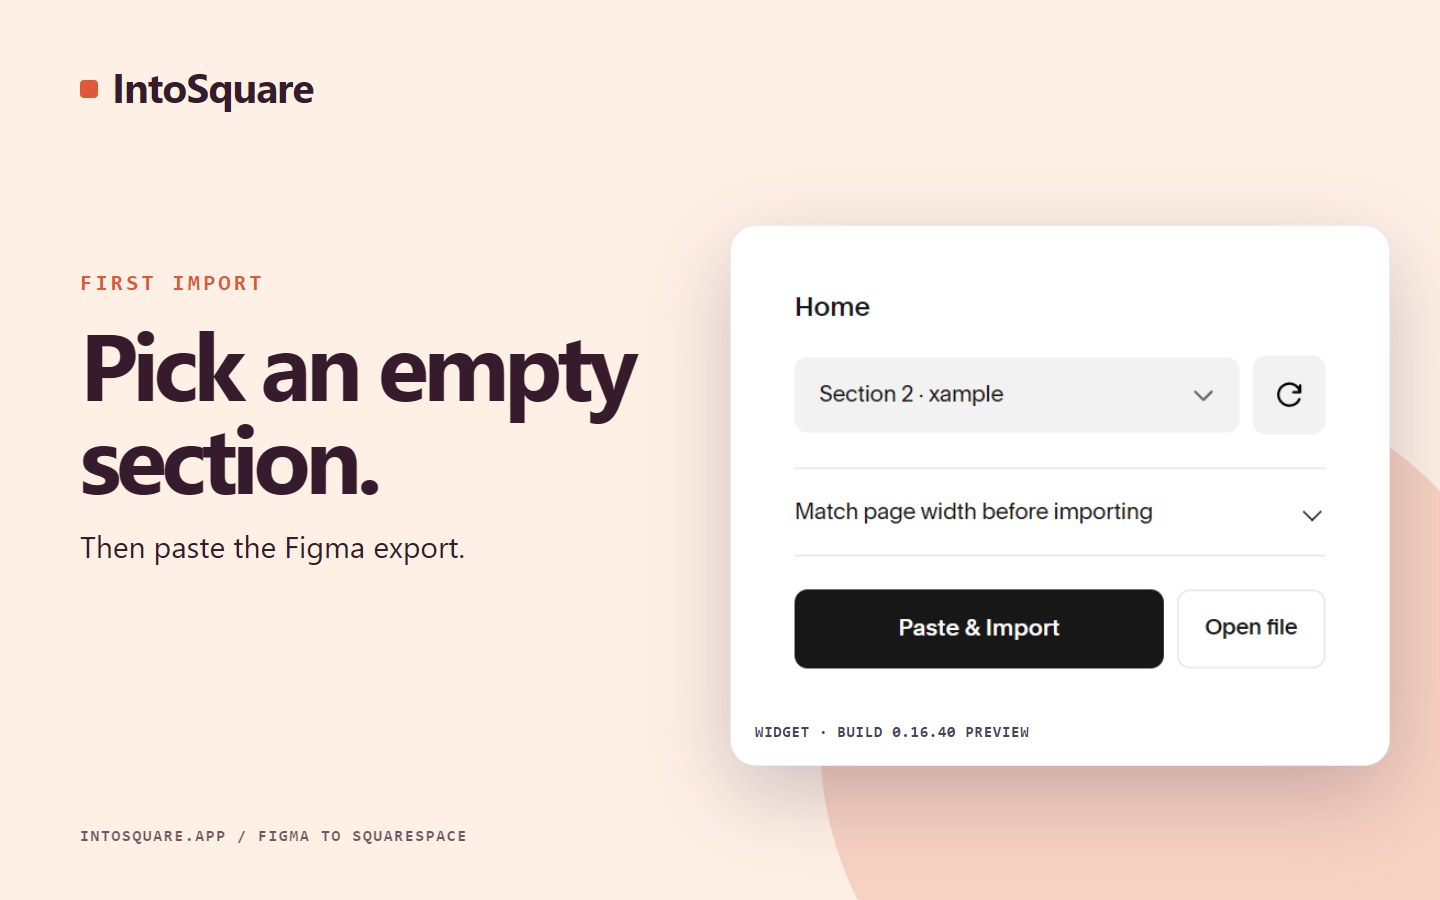 IntoSquare
FIRST IMPORT
Pick an empty
section.
Then paste the Figma export.
Home
Section 2 · xample
Match page width before importing
Paste & Import
Open file
WIDGET · BUILD 0.16.40 PREVIEW
INTOSQUARE.APP / FIGMA TO SQUARESPACE